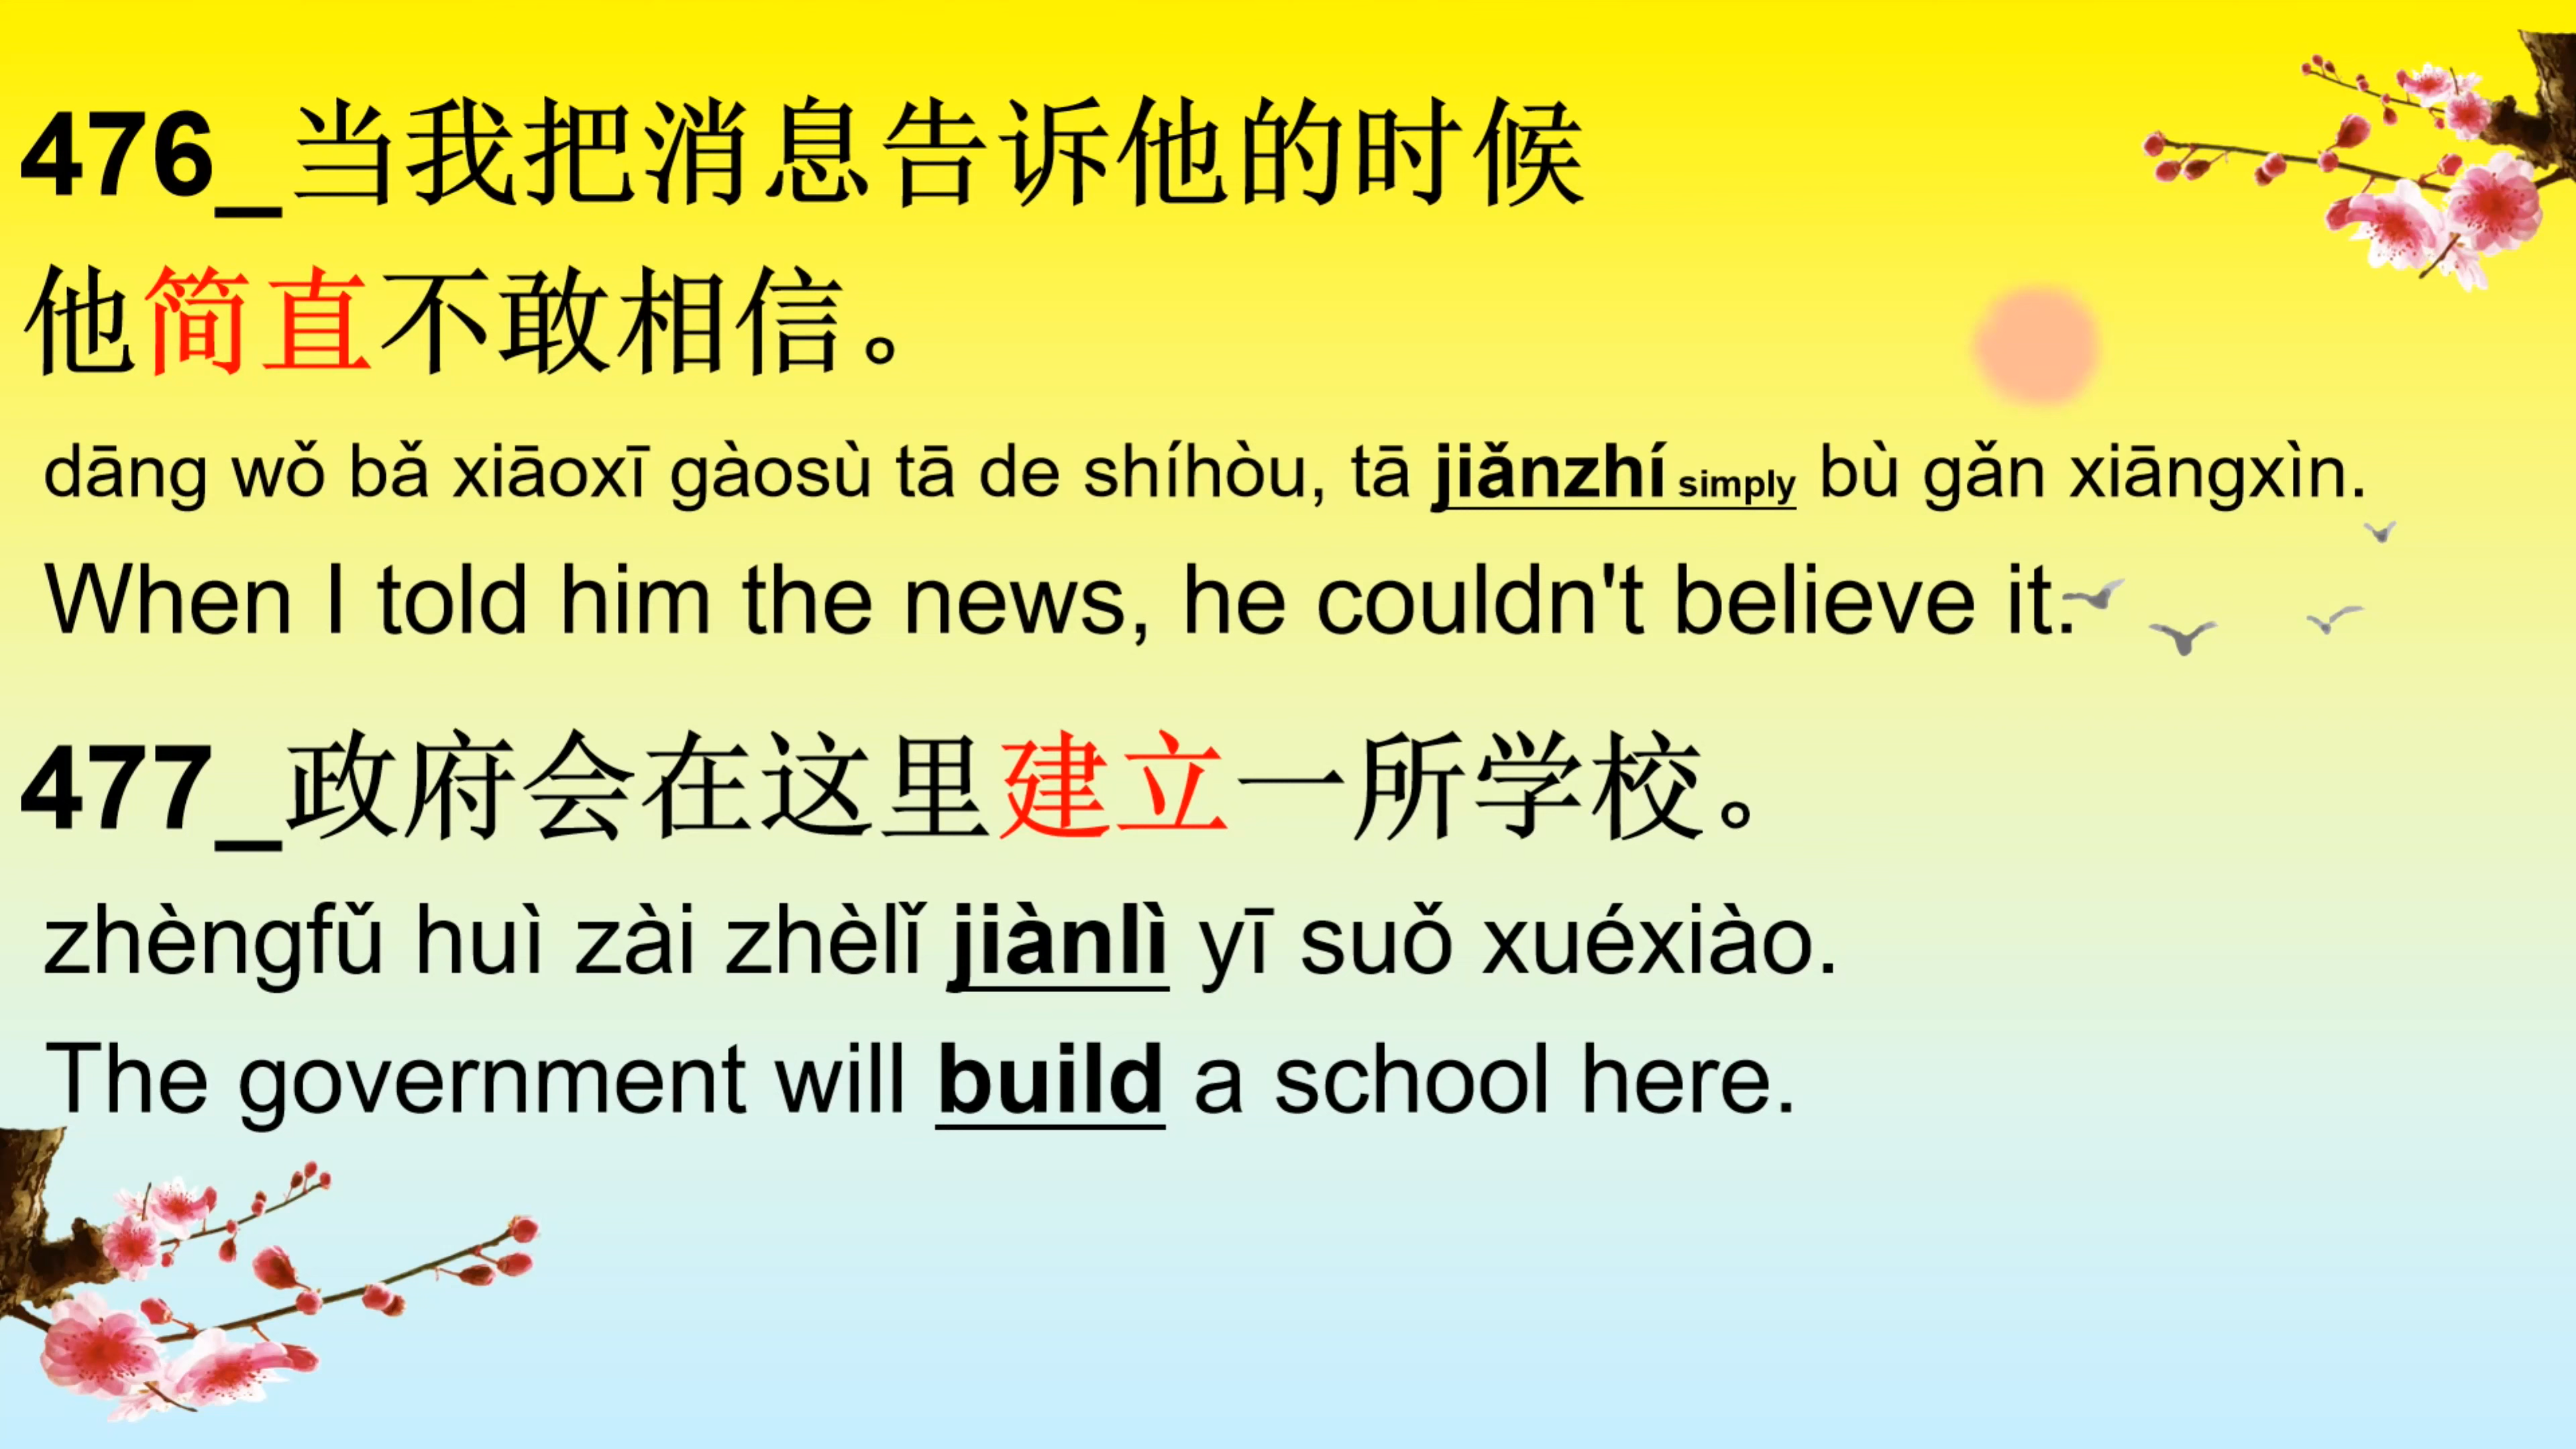 476_当我把消息告诉他的时候
他简直不敢相信。
dāng wǒ bǎ xiāoxī gàosù tā de shíhòu, tā jiǎnzhí simply bù gǎn xiāngxìn.
When I told him the news, he couldn't believe it.
477_政府会在这里建立一所学校。
zhèngfǔ huì zài zhèlǐ jiànlì yī suǒ xuéxiào.
The government will build a school here.